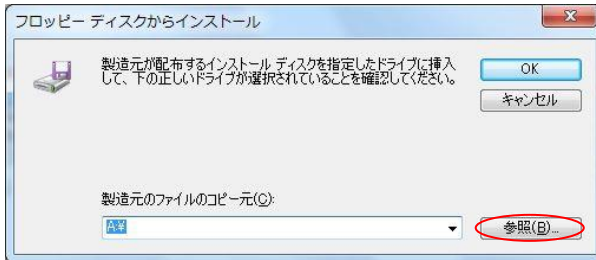 フロッピー ディスクからインストール
製造元が配布するインストール ディスクを指定したドライブに挿入
して、下の正しいドライブが選択されていることを確認してください。
OK
キャンセル
製造元のファイルのコピー元(C):
A:¥
参照(B)...